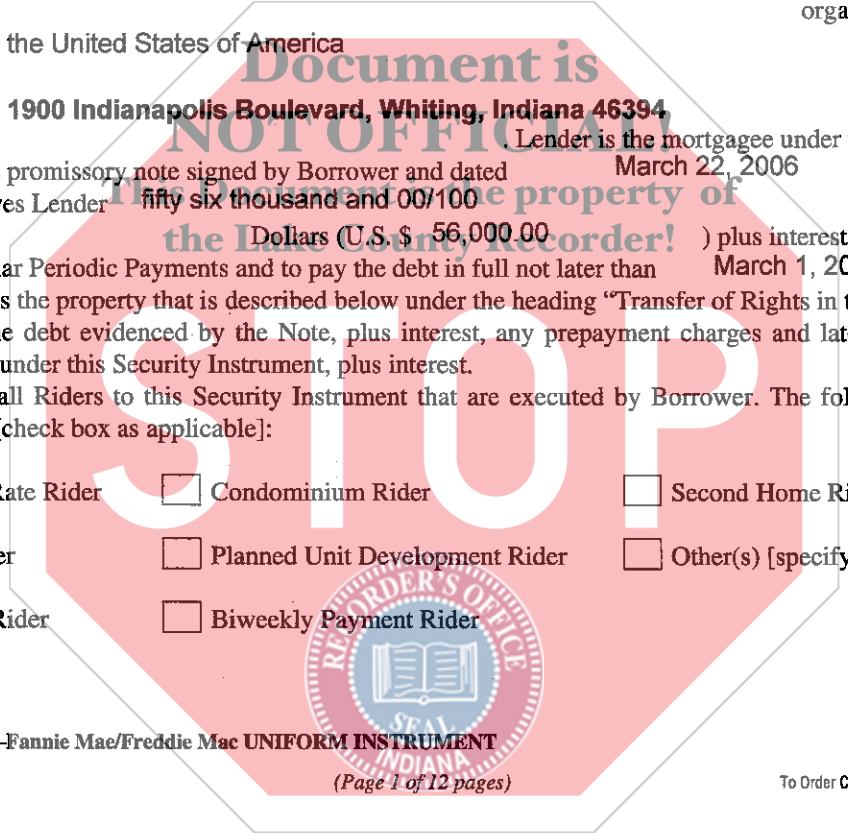 orga
the United States of America
Document is
1900 Indianapolis Boulevard, Whiting, Indiana 46394
NOT OFFICIAL!
. Lender is the mortgagee under
promissory note signed by Borrower and dated March 22, 2006
This Document is the property of
es Lender fifty six thousand and 00/100
the Lake County Recorder!
Dollars (U.S. $ 56,000.00 ) plus interest
ar Periodic Payments and to pay the debt in full not later than March 1, 20
s the property that is described below under the heading “Transfer of Rights in t
e debt evidenced by the Note, plus interest, any prepayment charges and lat
under this Security Instrument, plus interest.
all Riders to this Security Instrument that are executed by Borrower. The fol
[check box as applicable]:
STOP
Rate Rider Condominium Rider Second Home Ri
er Planned Unit Development Rider Other(s) [specify
Rider Biweekly Payment Rider
RECORDER'S OFFICE
SEAL
INDIANA
–Fannie Mae/Freddie Mac UNIFORM INSTRUMENT
(Page 1 of 12 pages)
To Order C